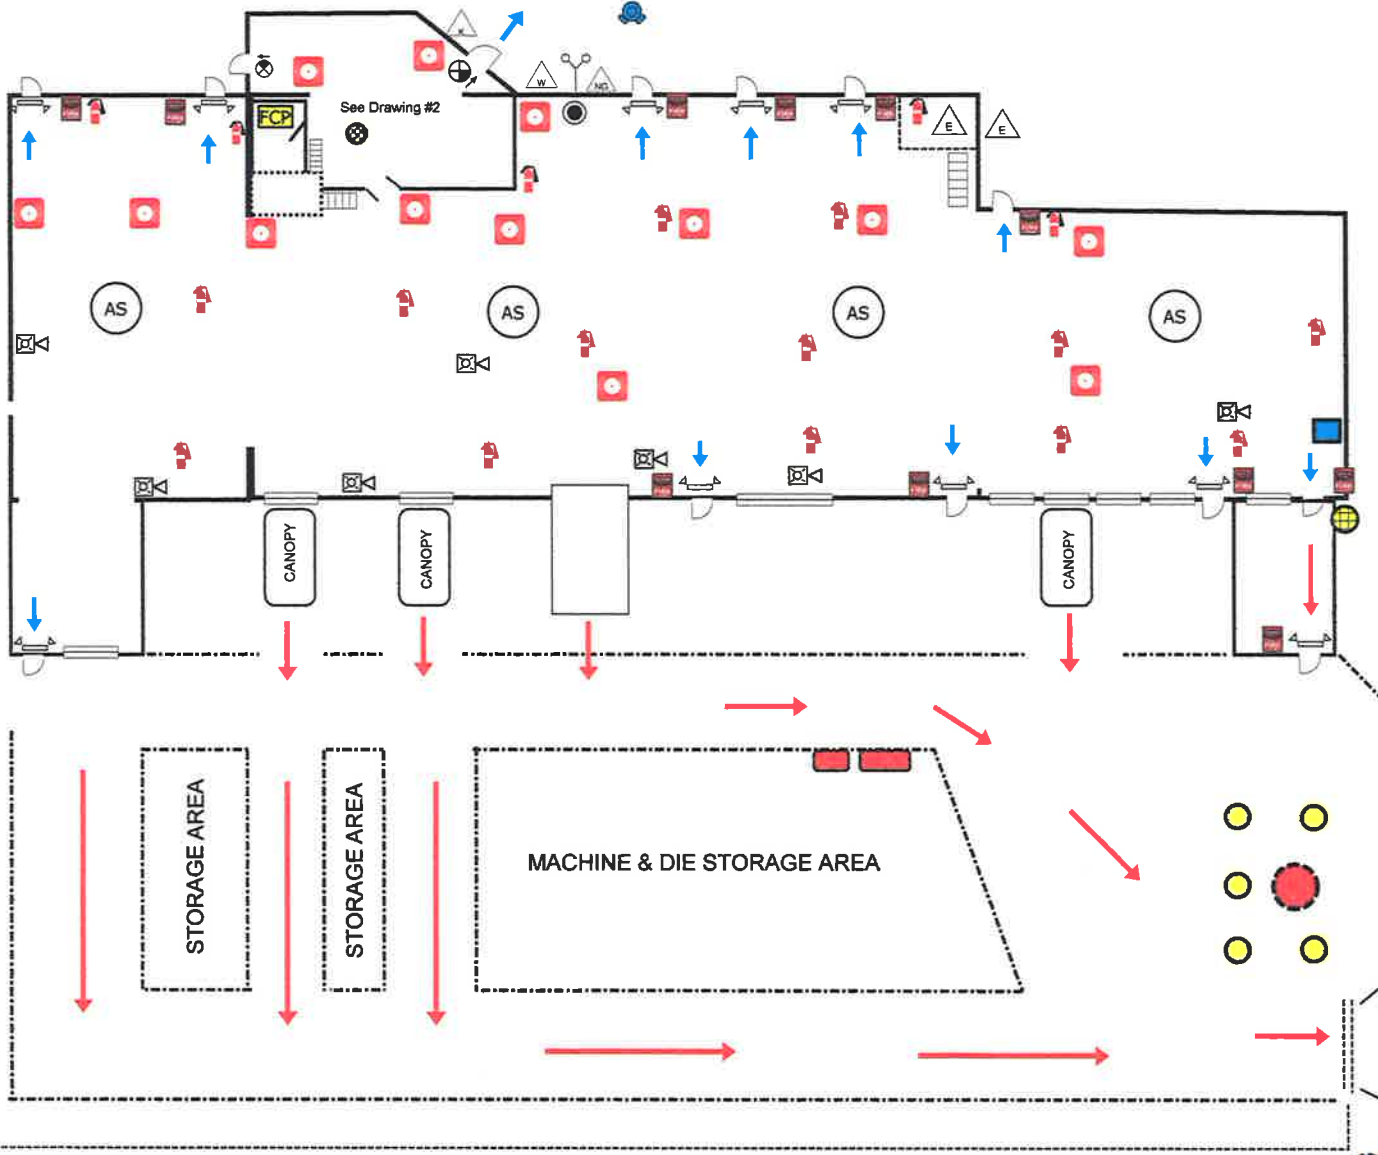 K
W
NG
FCP
See Drawing #2
E
E
AS
AS
AS
AS
CANOPY
CANOPY
CANOPY
STORAGE AREA
STORAGE AREA
MACHINE & DIE STORAGE AREA